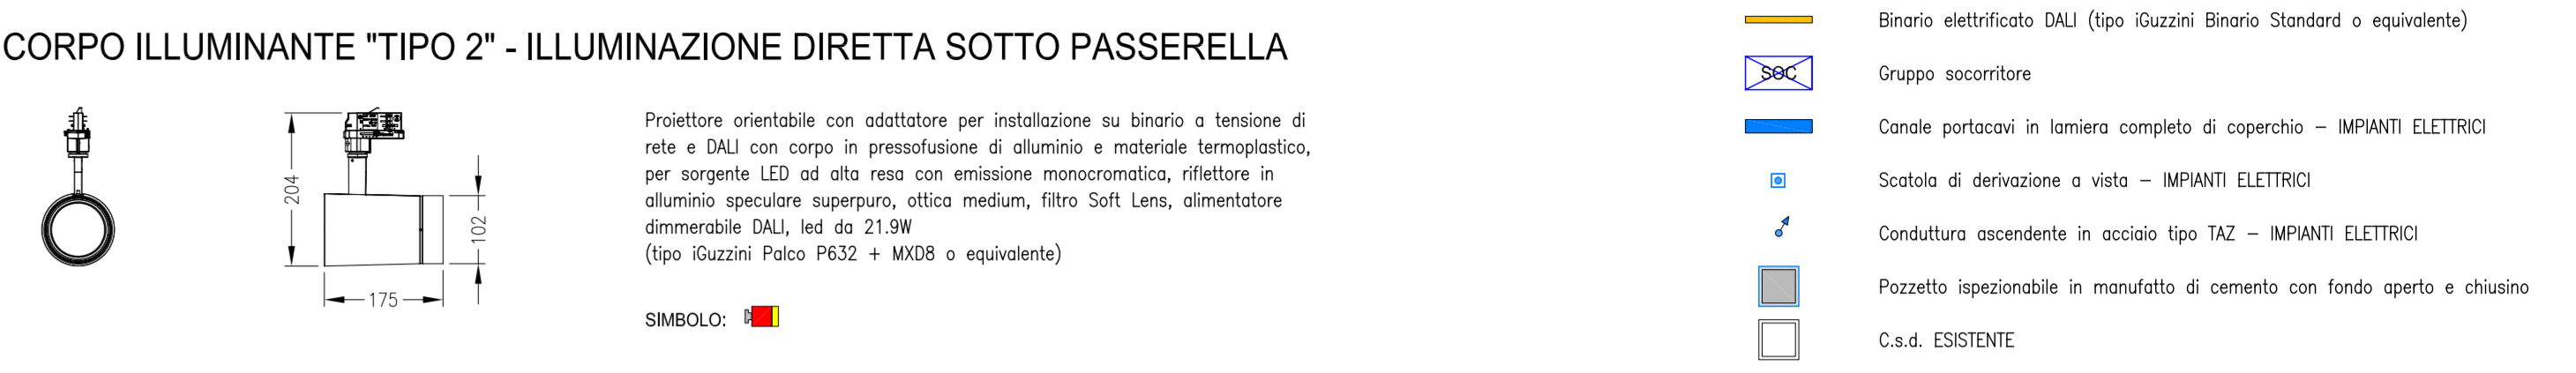 CORPO ILLUMINANTE "TIPO 2" - ILLUMINAZIONE DIRETTA SOTTO PASSERELLA
204
102
175
Proiettore orientabile con adattatore per installazione su binario a tensione di
rete e DALI con corpo in pressofusione di alluminio e materiale termoplastico,
per sorgente LED ad alta resa con emissione monocromatica, riflettore in
alluminio speculare superpuro, ottica medium, filtro Soft Lens, alimentatore
dimmerabile DALI, led da 21.9W
(tipo iGuzzini Palco P632 + MXD8 o equivalente)
SIMBOLO:
Binario elettrificato DALI (tipo iGuzzini Binario Standard o equivalente)
SOC
Gruppo socorritore
Canale portacavi in lamiera completo di coperchio – IMPIANTI ELETTRICI
Scatola di derivazione a vista – IMPIANTI ELETTRICI
Conduttura ascendente in acciaio tipo TAZ – IMPIANTI ELETTRICI
Pozzetto ispezionabile in manufatto di cemento con fondo aperto e chiusino
C.s.d. ESISTENTE